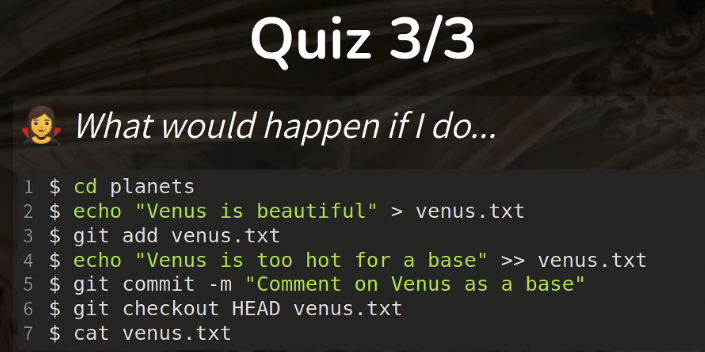 Quiz 3/3
What would happen if I do...
1 $ cd planets
2 $ echo "Venus is beautiful" > venus.txt
3 $ git add venus.txt
4 $ echo "Venus is too hot for a base" >> venus.txt
5 $ git commit -m "Comment on Venus as a base"
6 $ git checkout HEAD venus.txt
7 $ cat venus.txt